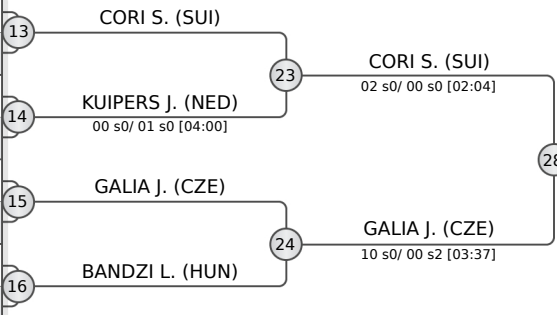 CORI S. (SUI)
13
23
CORI S. (SUI)
02 s0/ 00 s0 [02:04]
KUIPERS J. (NED)
14
00 s0/ 01 s0 [04:00]
28
GALIA J. (CZE)
15
24
GALIA J. (CZE)
10 s0/ 00 s2 [03:37]
BANDZI L. (HUN)
16